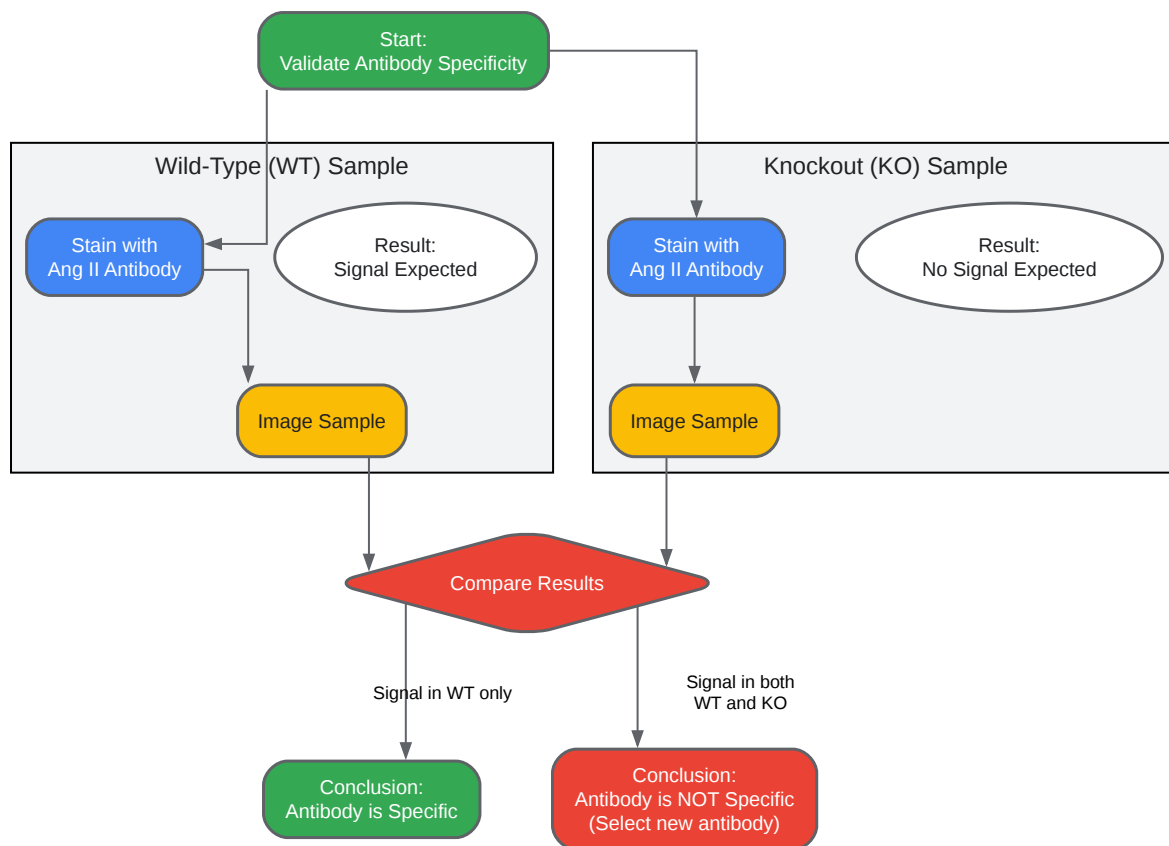 Start:
Validate Antibody Specificity
Wild-Type (WT) Sample
Knockout (KO) Sample
Stain with
Ang II Antibody
Result:
Signal Expected
Stain with
Ang II Antibody
Result:
No Signal Expected
Image Sample
Image Sample
Compare Results
Signal in WT only
Signal in both
WT and KO
Conclusion:
Antibody is Specific
Conclusion:
Antibody is NOT Specific
(Select new antibody)